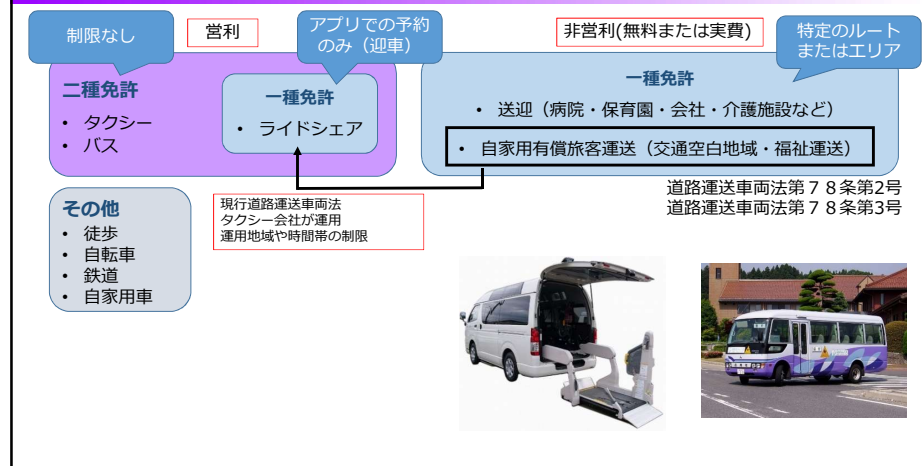 制限なし
営利
アプリでの予約
のみ（迎車）
非営利(無料または実費)
特定のルート
またはエリア
二種免許
• タクシー
• バス
一種免許
• ライドシェア
一種免許
• 送迎（病院・保育園・会社・介護施設など）
• 自家用有償旅客運送（交通空白地域・福祉運送）
道路運送車両法第７８条第2号
道路運送車両法第７８条第3号
現行道路運送車両法
タクシー会社が運用
運用地域や時間帯の制限
その他
• 徒歩
• 自転車
• 鉄道
• 自家用車